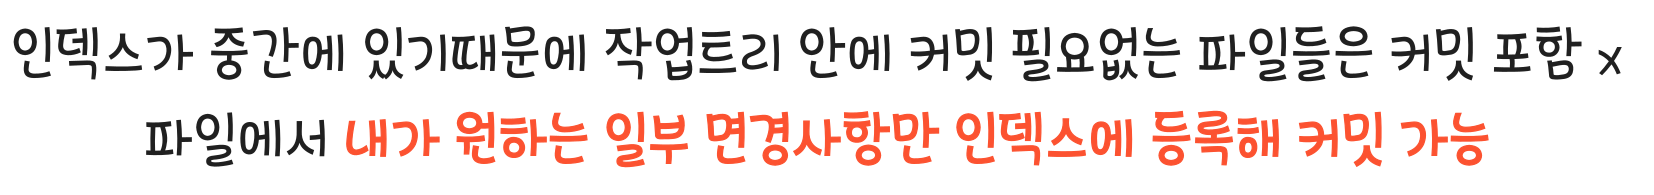 인덱스가 중간에 있기때문에 작업트리 안에 커밋 필요없는 파일들은 커밋 포함 x
파일에서 내가 원하는 일부 면경사항만 인덱스에 등록해 커밋 가능